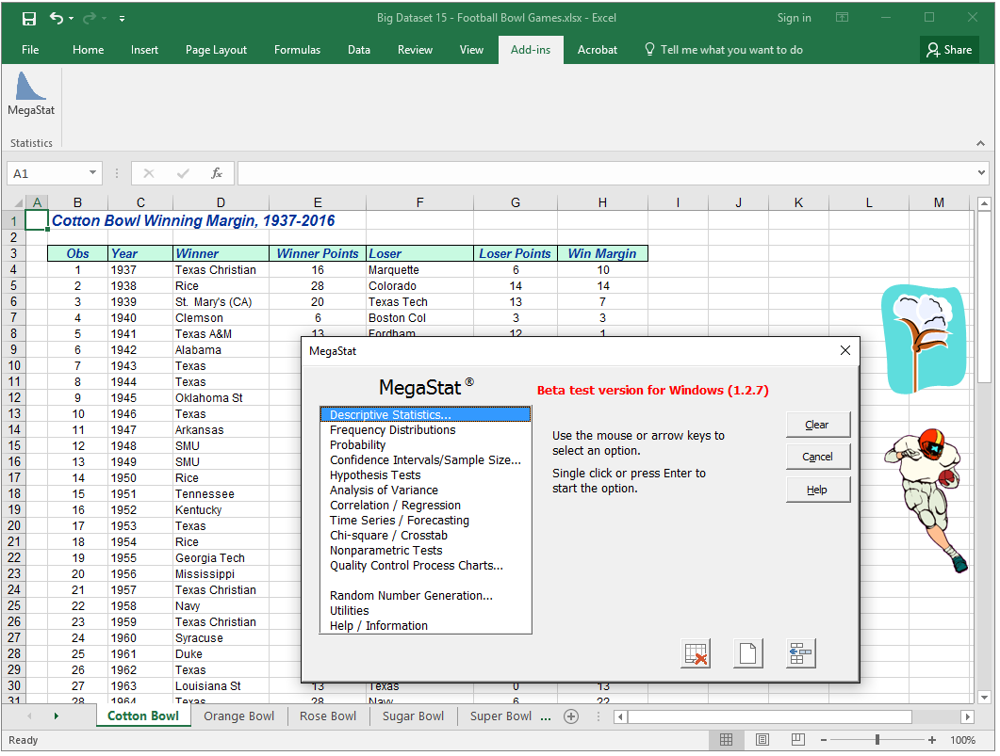 Big Dataset 15 - Football Bowl Games.xlsx - Excel
Sign in
File Home Insert Page Layout Formulas Data Review View Add-ins Acrobat Tell me what you want to do Share
MegaStat
Statistics
A1 fx
A B C D E F G H I J K L M
1 Cotton Bowl Winning Margin, 1937-2016
2
3 Obs Year Winner Winner Points Loser Loser Points Win Margin
4 1 1937 Texas Christian 16 Marquette 6 10
5 2 1938 Rice 28 Colorado 14 14
6 3 1939 St. Mary's (CA) 20 Texas Tech 13 7
7 4 1940 Clemson 6 Boston Col 3 3
8 5 1941 Texas A&M 13 Fordham 12 1
9 6 1942 Alabama
10 7 1943 Texas
11 8 1944 Texas
12 9 1945 Oklahoma St
13 10 1946 Texas
14 11 1947 Arkansas
15 12 1948 SMU
16 13 1949 SMU
17 14 1950 Rice
18 15 1951 Tennessee
19 16 1952 Kentucky
20 17 1953 Texas
21 18 1954 Rice
22 19 1955 Georgia Tech
23 20 1956 Mississippi
24 21 1957 Texas Christian
25 22 1958 Navy
26 23 1959 Texas Christian
27 24 1960 Syracuse
28 25 1961 Duke
29 26 1962 Texas
30 27 1963 Louisiana St 13 Texas 0 13
31 28 1964 Texas 28 Navy 6 22
MegaStat
MegaStat ®
Beta test version for Windows (1.2.7)
Descriptive Statistics...
Frequency Distributions
Probability
Confidence Intervals/Sample Size...
Hypothesis Tests
Analysis of Variance
Correlation / Regression
Time Series / Forecasting
Chi-square / Crosstab
Nonparametric Tests
Quality Control Process Charts...
Random Number Generation...
Utilities
Help / Information
Use the mouse or arrow keys to
select an option.
Single click or press Enter to
start the option.
Clear
Cancel
Help
Cotton Bowl Orange Bowl Rose Bowl Sugar Bowl Super Bowl ...
Ready
100%